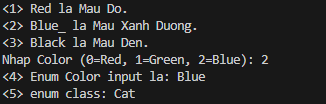 <1> Red la Mau Do.
<2> Blue_ la Mau Xanh Duong.
<3> Black la Mau Den.
Nhap Color (0=Red, 1=Green, 2=Blue): 2
<4> Enum Color input la: Blue
<5> enum class: Cat